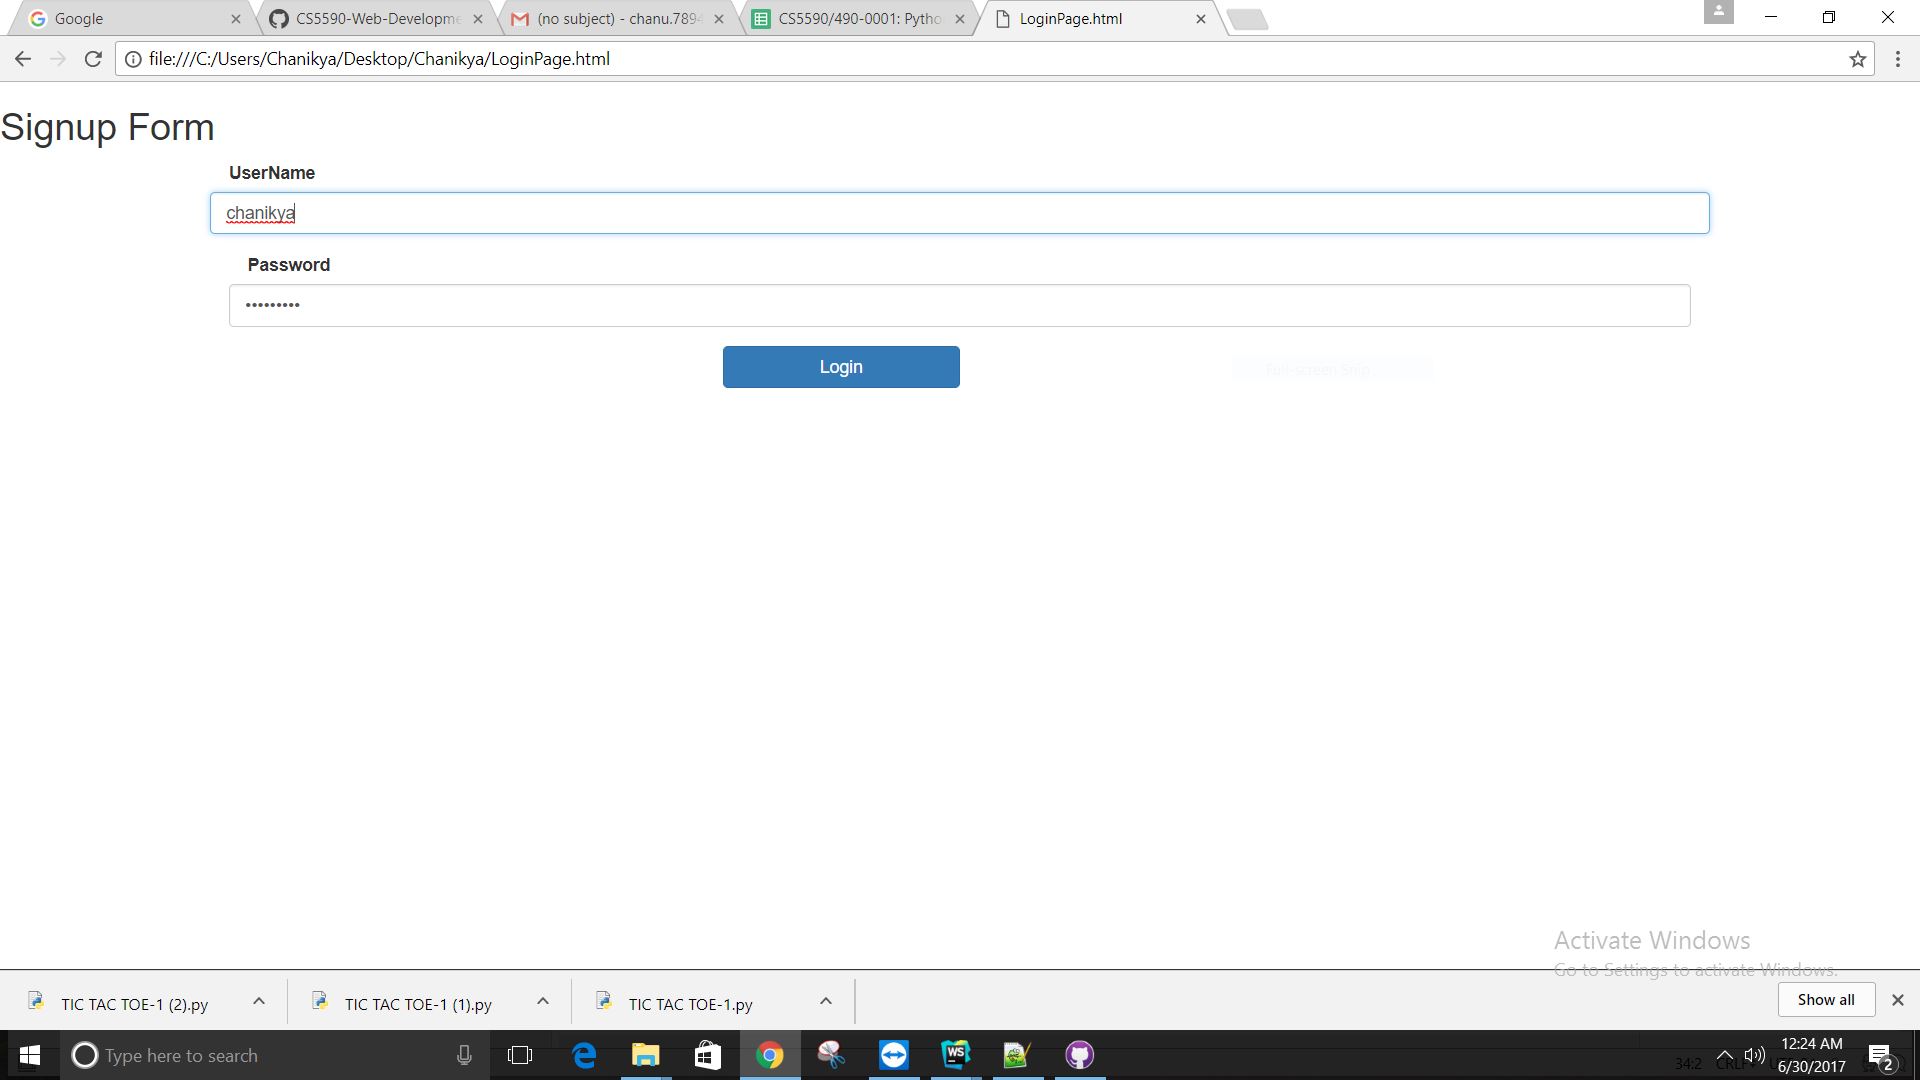 Google
CS5590-Web-Developme
(no subject) - chanu.789
CS5590/490-0001: Pytho
LoginPage.html
file:///C:/Users/Chanikya/Desktop/Chanikya/LoginPage.html
Signup Form
UserName
chanikya
Password
•••••••••
Login
Full-screen Snip
Activate Windows
Go to Settings to activate Windows.
TIC TAC TOE-1 (2).py
TIC TAC TOE-1 (1).py
TIC TAC TOE-1.py
Show all
Type here to search
WS
34:2 CRLF
12:24 AM
6/30/2017
2